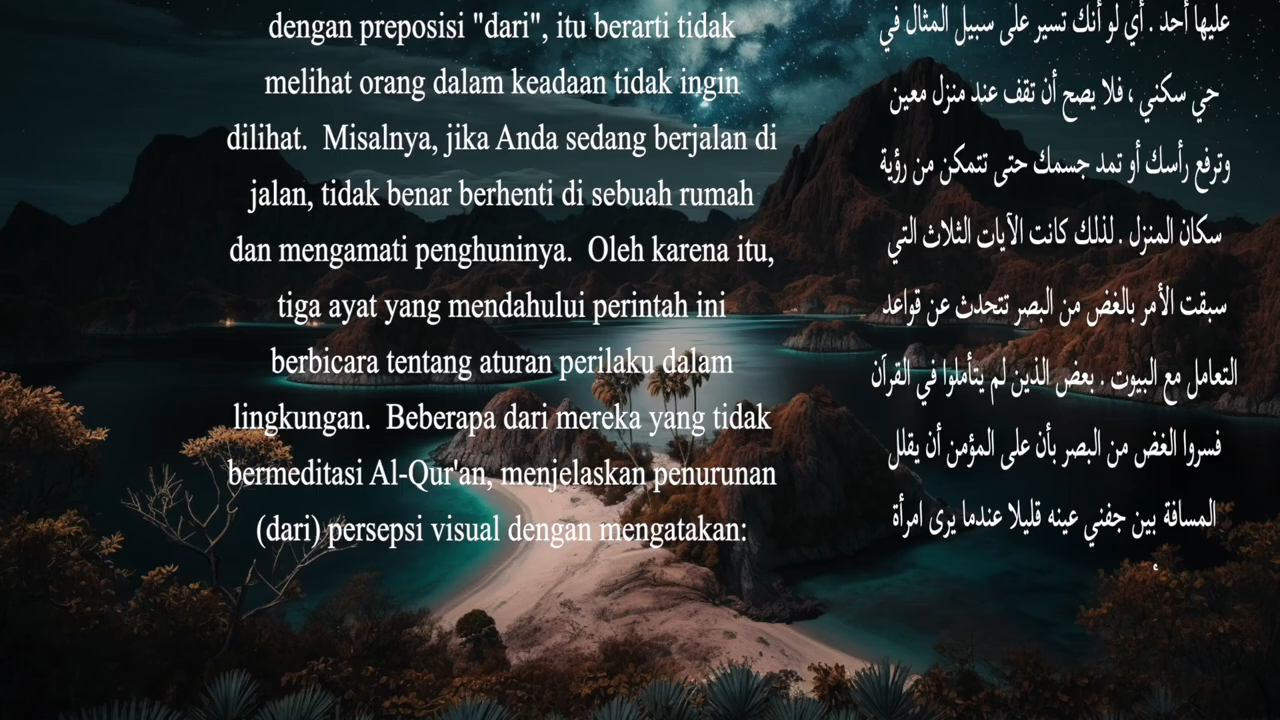 dengan preposisi "dari", itu berarti tidak
melihat orang dalam keadaan tidak ingin
dilihat.  Misalnya, jika Anda sedang berjalan di
jalan, tidak benar berhenti di sebuah rumah
dan mengamati penghuninya.  Oleh karena itu,
tiga ayat yang mendahului perintah ini
berbicara tentang aturan perilaku dalam
lingkungan.  Beberapa dari mereka yang tidak
bermeditasi Al-Qur'an, menjelaskan penurunan
(dari) persepsi visual dengan mengatakan:
عليها أحد . أي لو أنك تسير على سبيل المثال في
حي سكني ، فلا يصح أن تقف عند منزل معين
وترفع رأسك أو تمد جسمك حتى تتمكن من رؤية
سكان المنزل . لذلك كانت الآيات الثلاث التي
سبقت الأمر بالغض من البصر تتحدث عن قواعد
التعامل مع البيوت . بعض الذين لم يتأملوا في القرآن
فسروا الغض من البصر بأن على المؤمن أن يقلل
المسافة بين جفني عينه قليلا عندما يرى امرأة